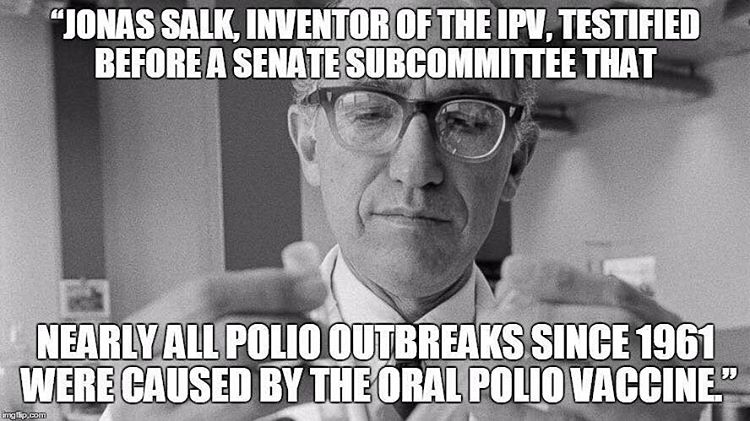 “JONAS SALK, INVENTOR OF THE IPV, TESTIFIED
BEFORE A SENATE SUBCOMMITTEE THAT
NEARLY ALL POLIO OUTBREAKS SINCE 1961
WERE CAUSED BY THE ORAL POLIO VACCINE.”
imgflip.com